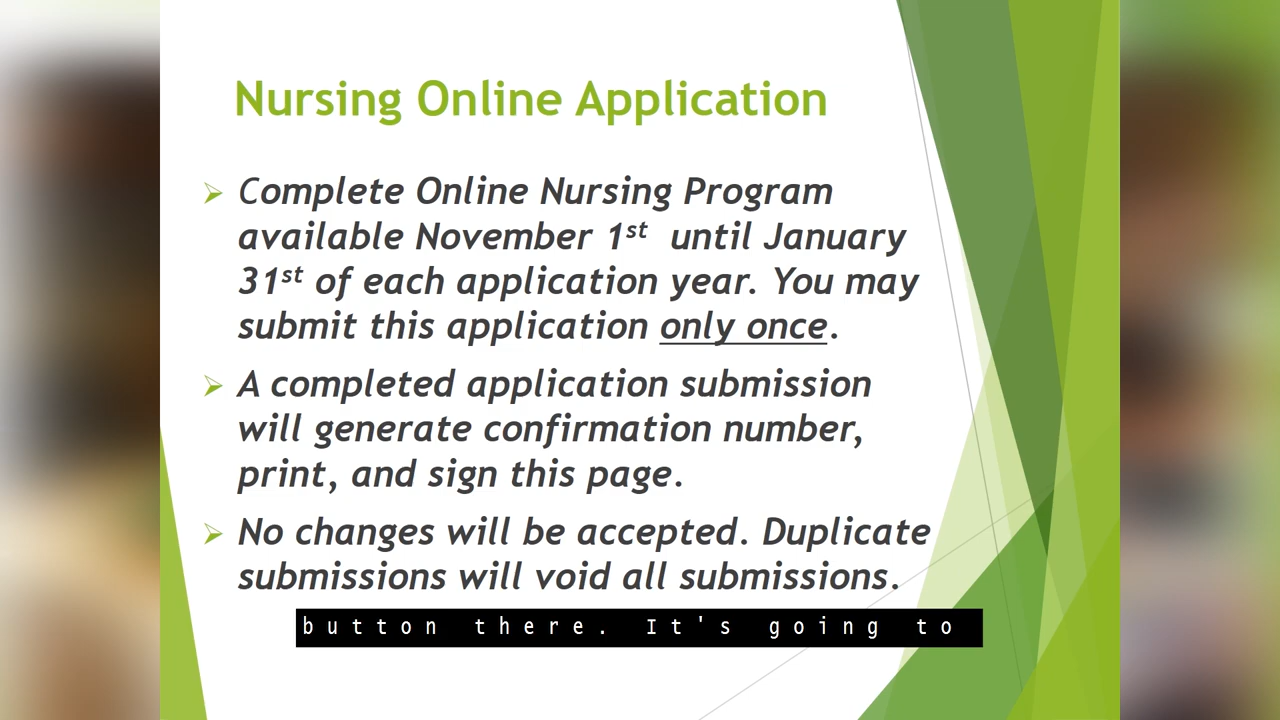 Nursing Online Application
Complete Online Nursing Program
available November 1st until January
31st of each application year. You may
submit this application only once.
A completed application submission
will generate confirmation number,
print, and sign this page.
No changes will be accepted. Duplicate
submissions will void all submissions.
button there. It's going to